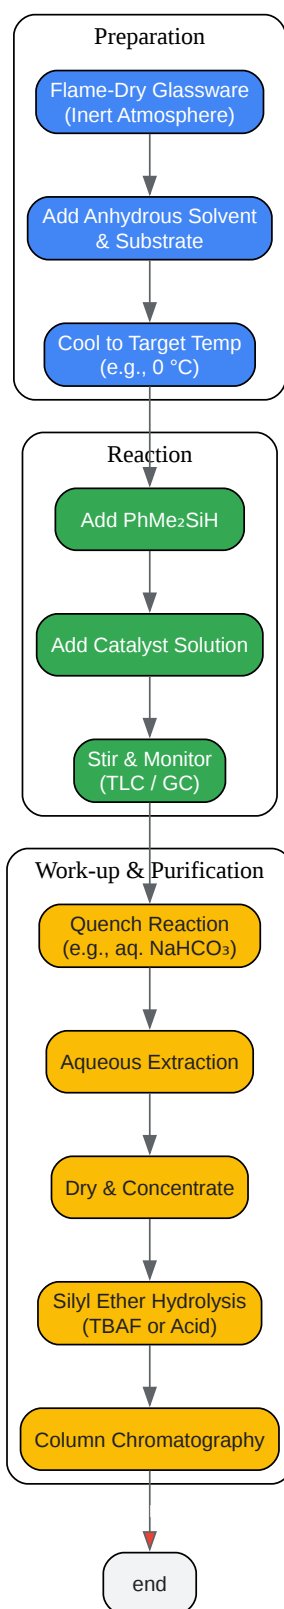 Preparation
Flame-Dry Glassware
(Inert Atmosphere)
Add Anhydrous Solvent
& Substrate
Cool to Target Temp
(e.g., 0 °C)
Reaction
Add PhMe₂SiH
Add Catalyst Solution
Stir & Monitor
(TLC / GC)
Work-up & Purification
Quench Reaction
(e.g., aq. NaHCO₃)
Aqueous Extraction
Dry & Concentrate
Silyl Ether Hydrolysis
(TBAF or Acid)
Column Chromatography
end